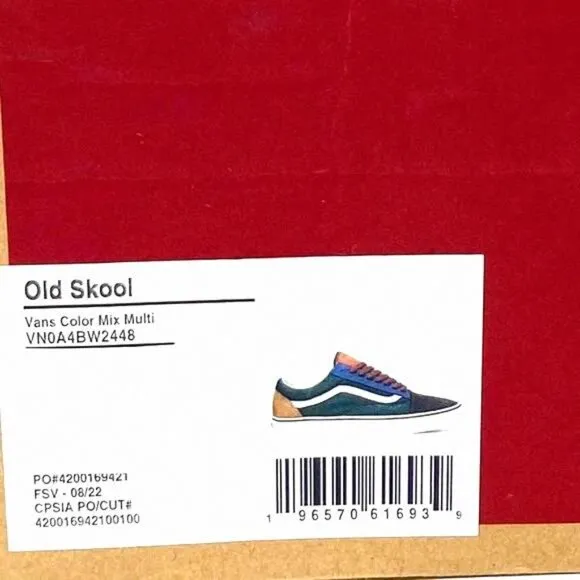 Old Skool
Vans Color Mix Multi
VN0A4BW2448
PO#4200169421
FSV - 08/22
CPSIA PO/CUT#
420016942100100
1 96570 61693 9